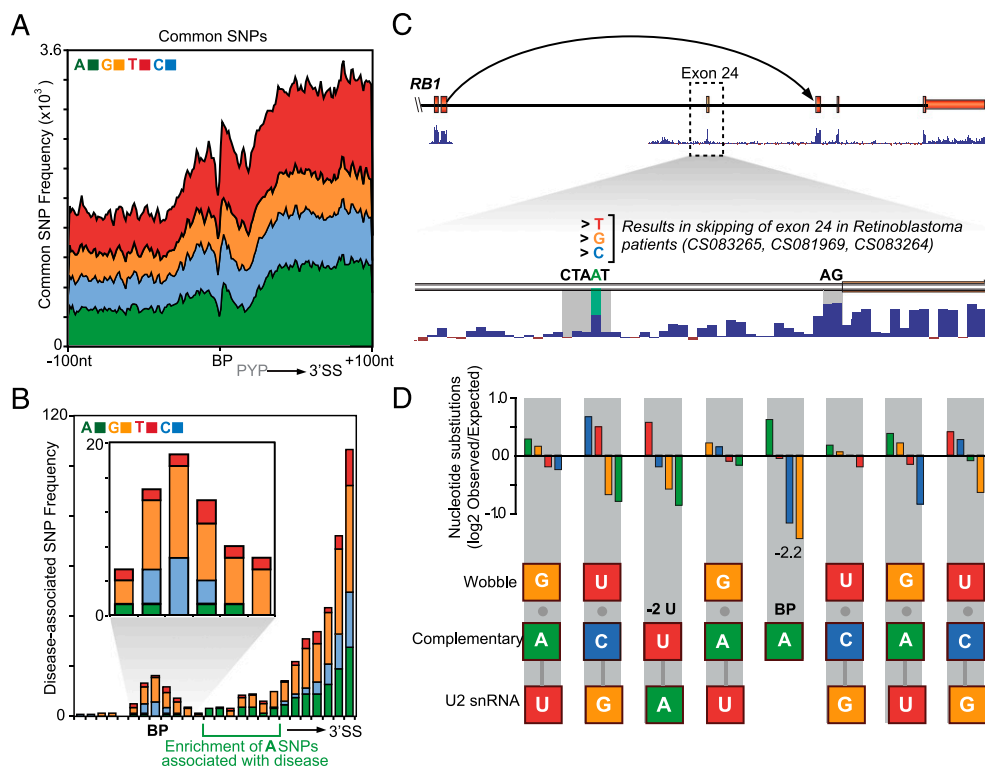 A
Common SNPs
A G T C
3.6
Common SNP Frequency (x10³)
0
-100nt BP +100nt
PYP 3'SS
B
A G T C
120
Disease-associated SNP Frequency
0
20
0
BP 3'SS
Enrichment of A SNPs
associated with disease
C
RB1
Exon 24
> T
> G
> C
Results in skipping of exon 24 in Retinoblastoma
patients (CS083265, CS081969, CS083264)
CTAAT AG
D
Nucleotide substiutions
(log2 Observed/Expected)
1.0
0.0
-1.0
-2.2
Wobble G U G U G U
-2 U BP
Complementary A C U A A C A C
U2 snRNA U G A U G U G